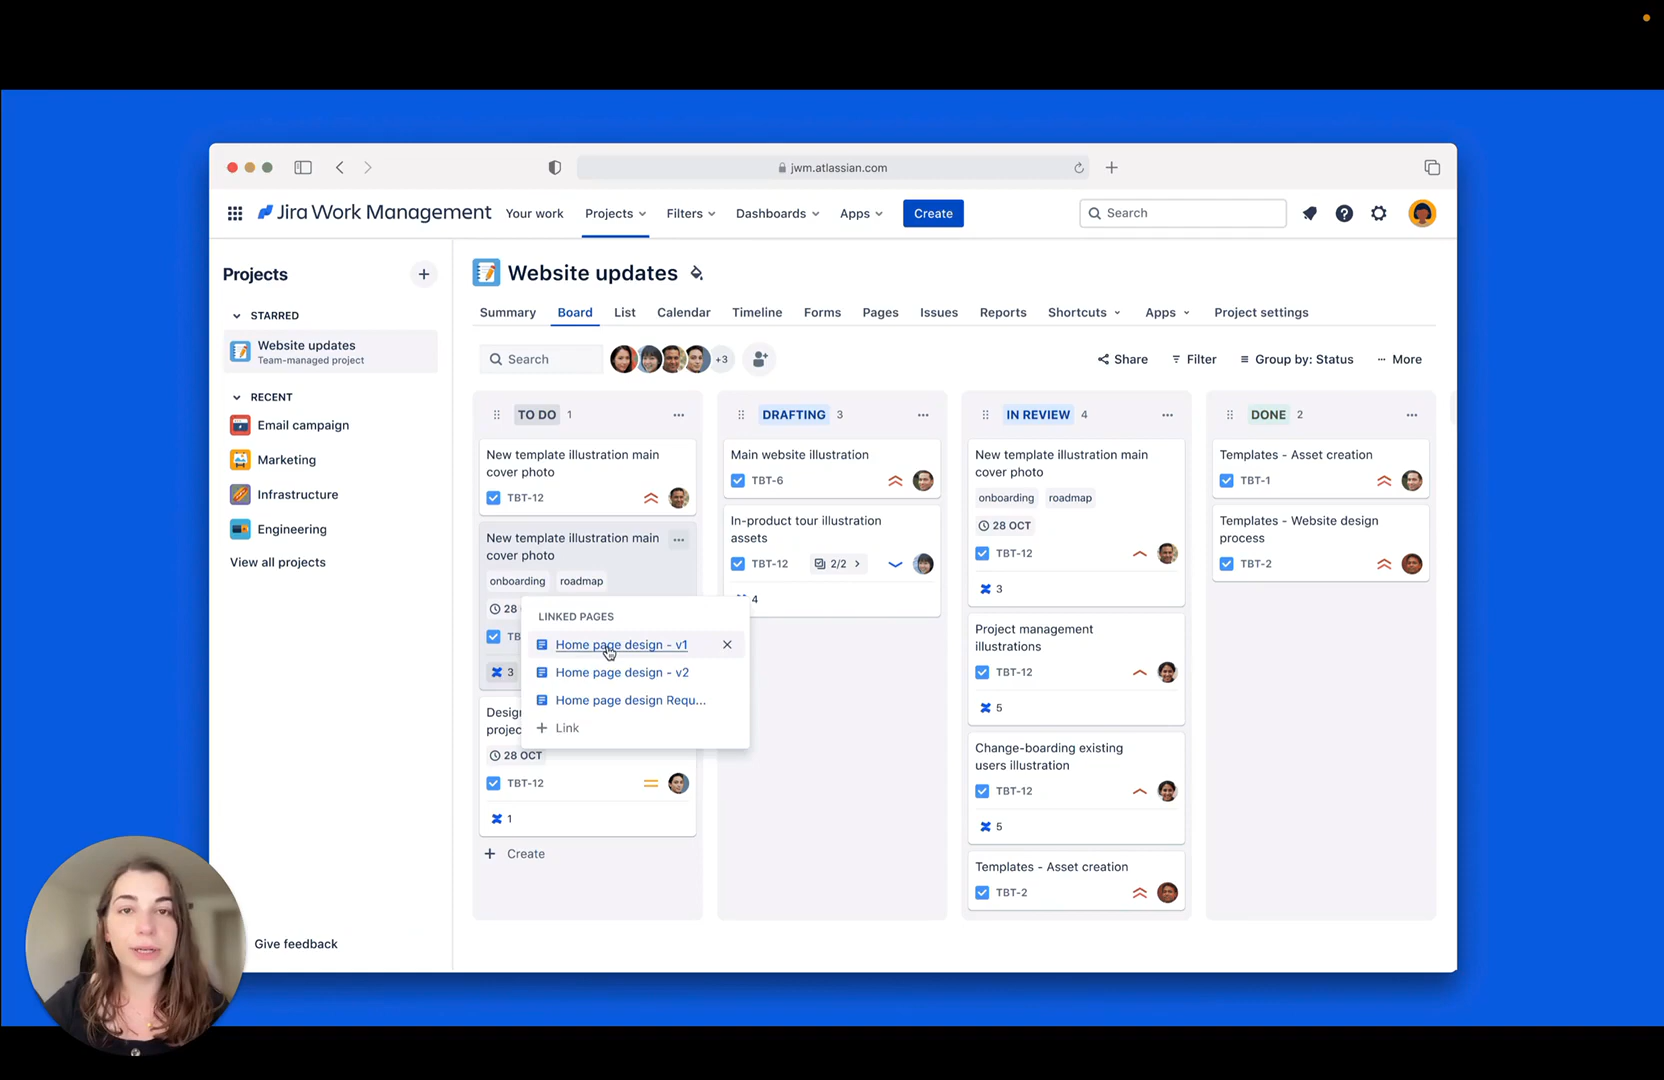 jwm.atlassian.com
Jira Work Management
Your work
Projects
Filters
Dashboards
Apps
Create
Search
Projects
STARRED
Website updates
Team-managed project
RECENT
Email campaign
Marketing
Infrastructure
Engineering
View all projects
Give feedback
Website updates
Summary
Board
List
Calendar
Timeline
Forms
Pages
Issues
Reports
Shortcuts
Apps
Project settings
Search
+3
Share
Filter
Group by: Status
More
TO DO 1
New template illustration main
cover photo
TBT-12
New template illustration main
cover photo
onboarding roadmap
28
TB
3
LINKED PAGES
Home page design - v1
Home page design - v2
Home page design Requ...
Link
Design
projec
28 OCT
TBT-12
1
Create
DRAFTING 3
Main website illustration
TBT-6
In-product tour illustration
assets
TBT-12 2/2
4
IN REVIEW 4
New template illustration main
cover photo
onboarding roadmap
28 OCT
TBT-12
3
Project management
illustrations
TBT-12
5
Change-boarding existing
users illustration
TBT-12
5
Templates - Asset creation
TBT-2
DONE 2
Templates - Asset creation
TBT-1
Templates - Website design
process
TBT-2